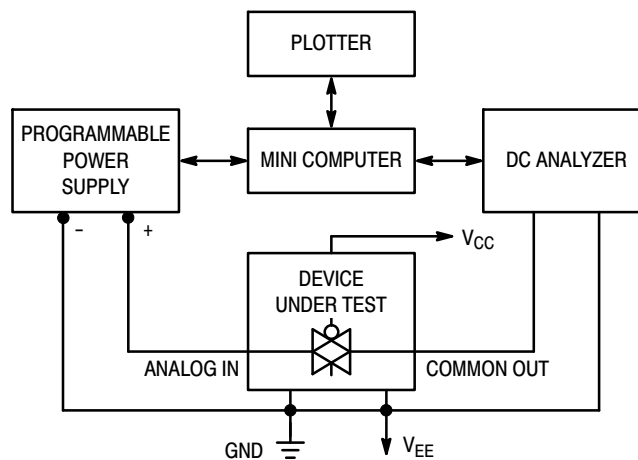 PLOTTER
PROGRAMMABLE
POWER
SUPPLY
MINI COMPUTER
DC ANALYZER
– +
VCC
DEVICE
UNDER TEST
ANALOG IN
COMMON OUT
GND
VEE